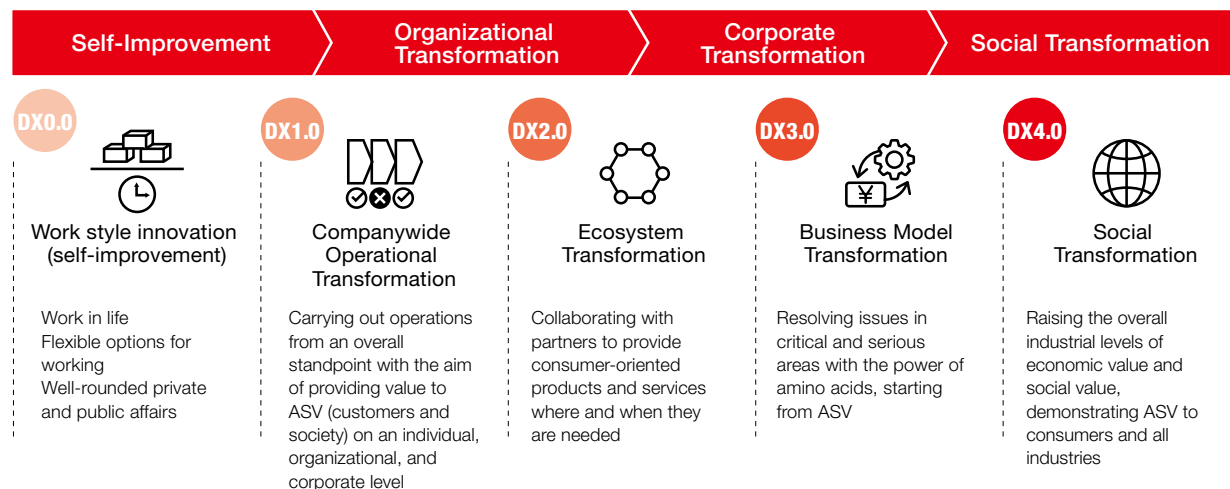 Self-Improvement
Organizational
Transformation
Corporate
Transformation
Social Transformation
DX0.0
Work style innovation
(self-improvement)
Work in life
Flexible options for
working
Well-rounded private
and public affairs
DX1.0
Companywide
Operational
Transformation
Carrying out operations
from an overall
standpoint with the aim
of providing value to
ASV (customers and
society) on an individual,
organizational, and
corporate level
DX2.0
Ecosystem
Transformation
Collaborating with
partners to provide
consumer-oriented
products and services
where and when they
are needed
DX3.0
¥
Business Model
Transformation
Resolving issues in
critical and serious
areas with the power of
amino acids, starting
from ASV
DX4.0
Social
Transformation
Raising the overall
industrial levels of
economic value and
social value,
demonstrating ASV to
consumers and all
industries